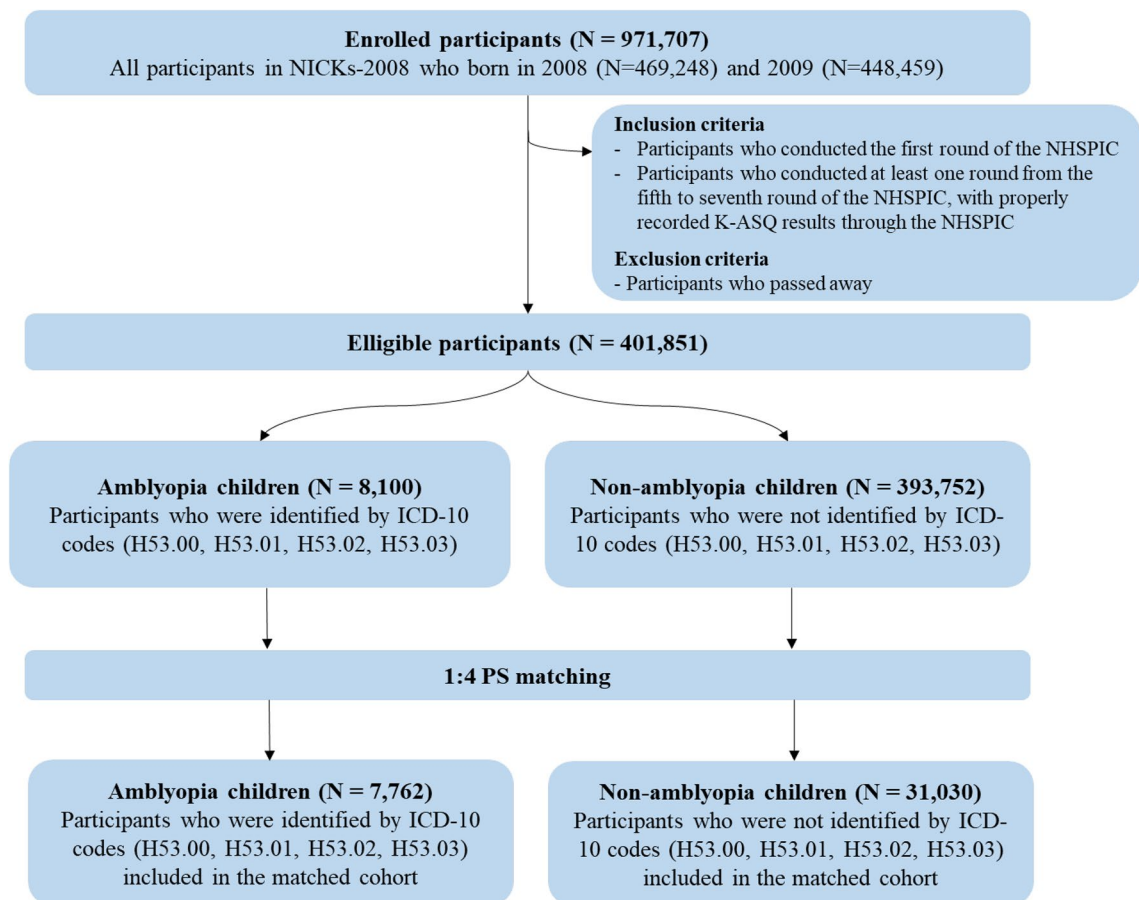 Enrolled participants (N = 971,707)
All participants in NICKs-2008 who born in 2008 (N=469,248) and 2009 (N=448,459)
Inclusion criteria
- Participants who conducted the first round of the NHSPIC
- Participants who conducted at least one round from the
fifth to seventh round of the NHSPIC, with properly
recorded K-ASQ results through the NHSPIC
Exclusion criteria
- Participants who passed away
Elligible participants (N = 401,851)
Amblyopia children (N = 8,100)
Participants who were identified by ICD-10
codes (H53.00, H53.01, H53.02, H53.03)
Non-amblyopia children (N = 393,752)
Participants who were not identified by ICD-
10 codes (H53.00, H53.01, H53.02, H53.03)
1:4 PS matching
Amblyopia children (N = 7,762)
Participants who were identified by ICD-10
codes (H53.00, H53.01, H53.02, H53.03)
included in the matched cohort
Non-amblyopia children (N = 31,030)
Participants who were not identified by ICD-
10 codes (H53.00, H53.01, H53.02, H53.03)
included in the matched cohort